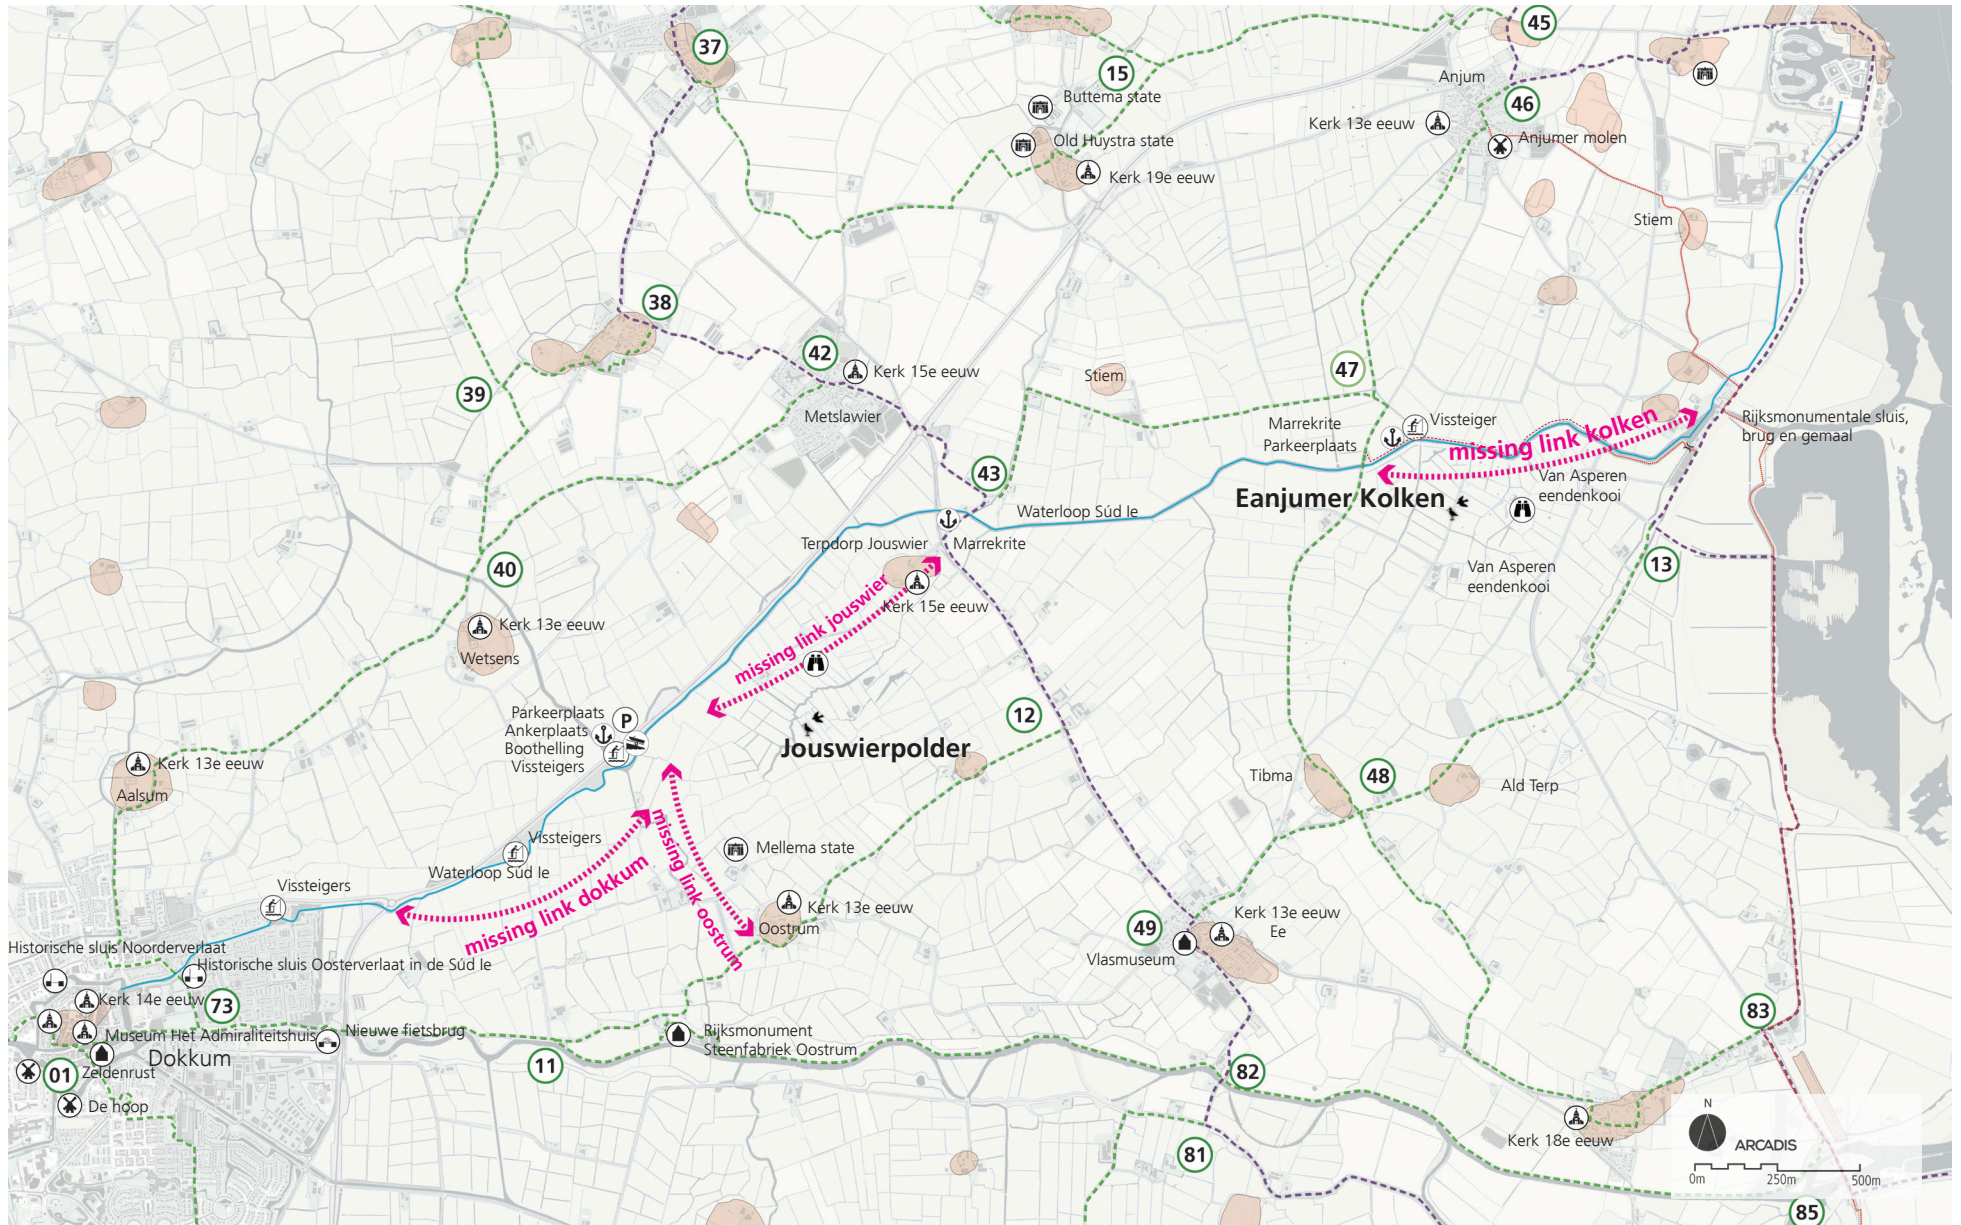 45
37
15
Anjum
Buttema state
46
Kerk 13e eeuw
Anjumer molen
Old Huystra state
Kerk 19e eeuw
Stiem
38
42
Kerk 15e eeuw
47
Stiem
39
Metslawier
Marrekrite
Parkeerplaats
Vissteiger
missing link kolken
Rijksmonumentale sluis,
brug en gemaal
43
Van Asperen
eendenkooi
Eanjumer Kolken
Waterloop Súd Ie
Terpdorp Jouswier
Marrekrite
40
13
Van Asperen
eendenkooi
Kerk 15e eeuw
missing link jouswier
Kerk 13e eeuw
Wetsens
12
Parkeerplaats
Ankerplaats
Boothelling
Vissteigers
P
Jouswierpolder
Kerk 13e eeuw
Aalsum
Tibma
48
Ald Terp
Vissteigers
Mellema state
Waterloop Súd Ie
missing link dokkum
missing link oostrum
Vissteigers
Kerk 13e eeuw
Oostrum
Kerk 13e eeuw
Ee
49
Vlasmuseum
Historische sluis Noorderverlaat
Historische sluis Oosterverlaat in de Súd Ie
Kerk 14e eeuw
73
Museum Het Admiraliteitshuis
Nieuwe fietsbrug
Rijksmonument
Steenfabriek Oostrum
83
Dokkum
11
01
Zeldenrust
82
De hoop
Kerk 18e eeuw
81
N
ARCADIS
0m
250m
500m
85